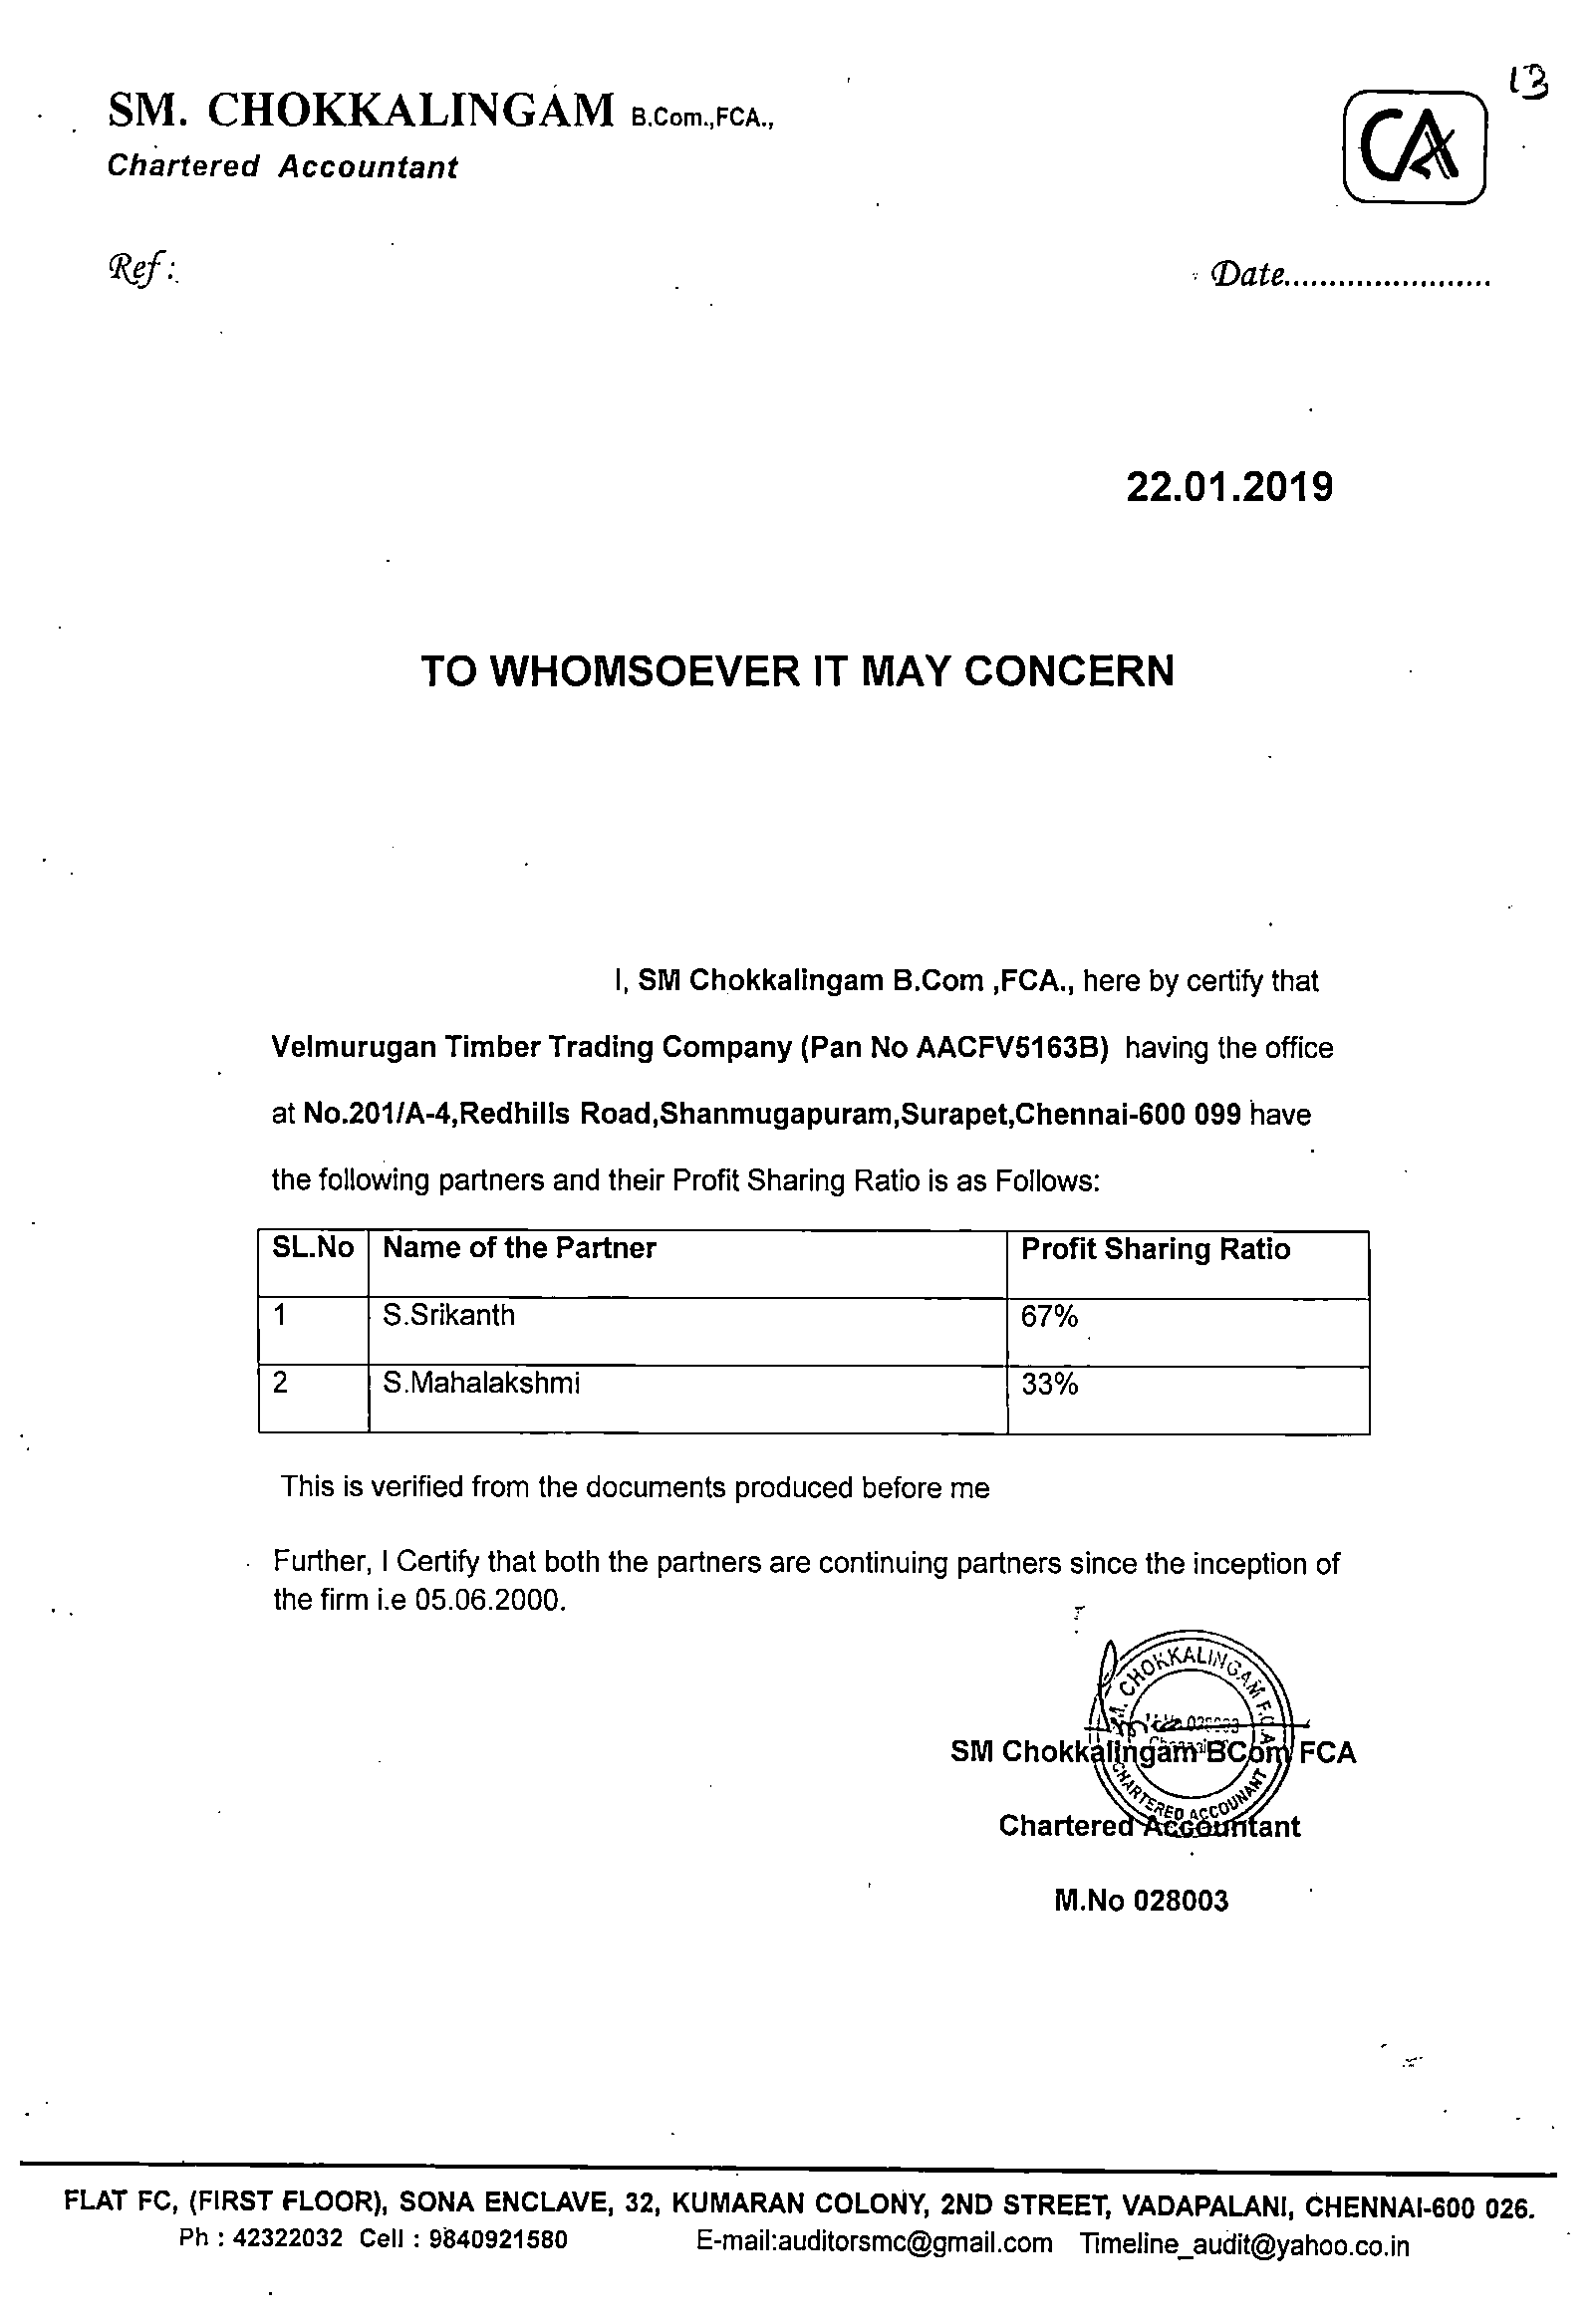 13
SM. CHOKKALINGAM B.Com.,FCA.,
Chartered Accountant
CA
Ref :
Date.......................
22.01.2019
TO WHOMSOEVER IT MAY CONCERN
I, SM Chokkalingam B.Com ,FCA., here by certify that
Velmurugan Timber Trading Company (Pan No AACFV5163B) having the office
at No.201/A-4,Redhills Road,Shanmugapuram,Surapet,Chennai-600 099 have
the following partners and their Profit Sharing Ratio is as Follows:
SL.No Name of the Partner Profit Sharing Ratio
1 S.Srikanth 67%
2 S.Mahalakshmi 33%
This is verified from the documents produced before me
Further, I Certify that both the partners are continuing partners since the inception of
the firm i.e 05.06.2000.
M. CHOKKALINGAM F.C.A.
CHARTERED ACCOUNANT
SM Chokkalingam BCom FCA
Chartered Accountant
M.No 028003
FLAT FC, (FIRST FLOOR), SONA ENCLAVE, 32, KUMARAN COLONY, 2ND STREET, VADAPALANI, CHENNAI-600 026.
Ph : 42322032 Cell : 9840921580 E-mail:auditorsmc@gmail.com Timeline_audit@yahoo.co.in